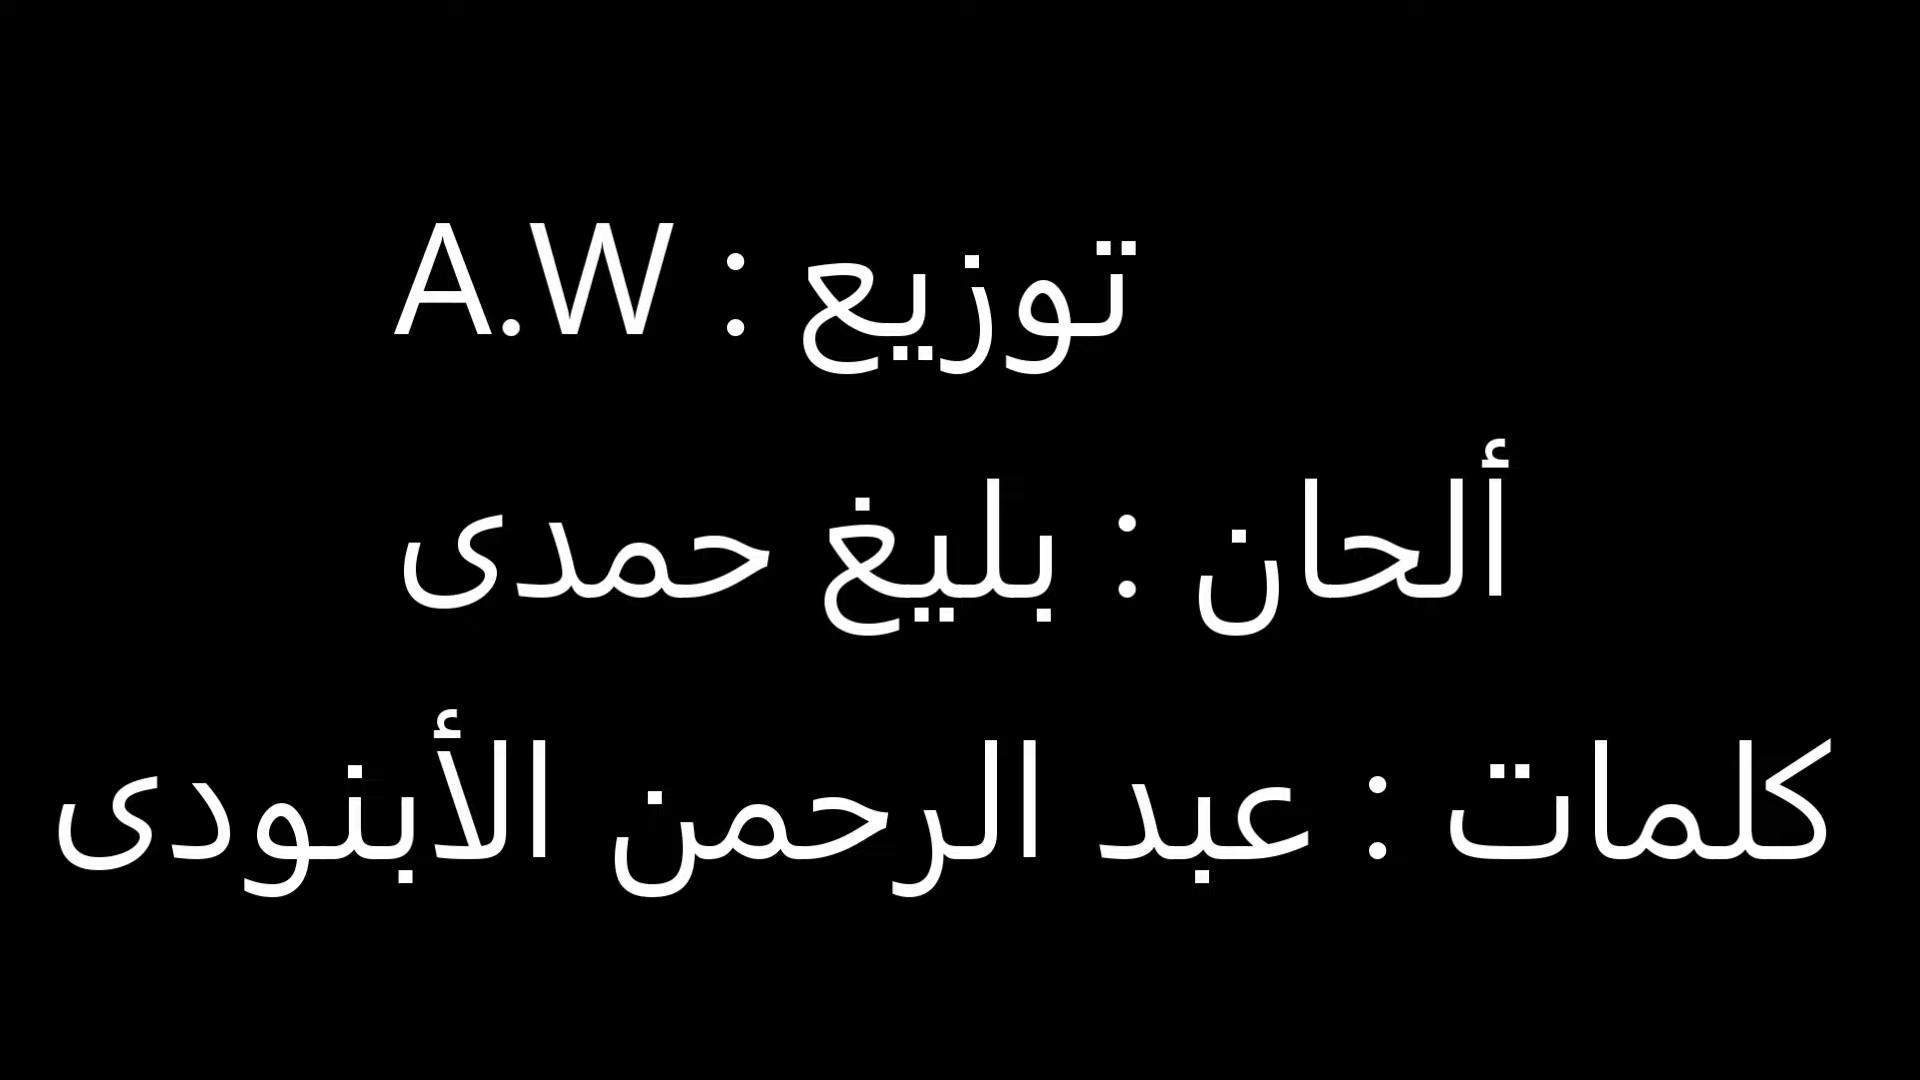 توزيع : A.W
ألحان : بليغ حمدى
كلمات : عبد الرحمن الأبنودى